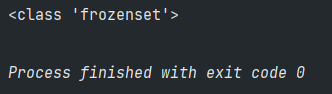 <class 'frozenset'>
Process finished with exit code 0